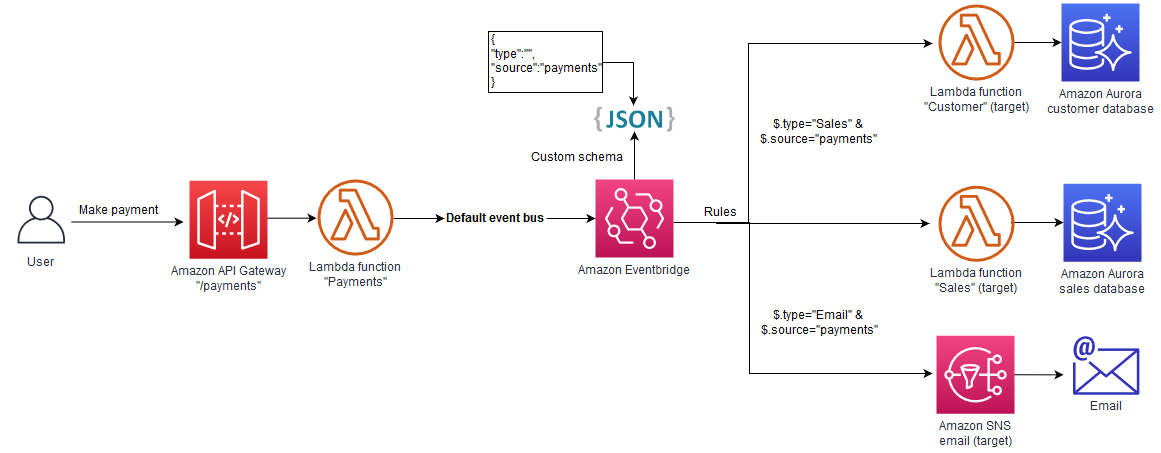 {
"type":"",
"source":"payments"
}
{JSON}
Custom schema
User
Make payment
Amazon API Gateway
"/payments"
Lambda function
"Payments"
Default event bus
Amazon Eventbridge
Rules
$.type="Sales" &
$.source="payments"
$.type="Email" &
$.source="payments"
Lambda function
"Customer" (target)
Amazon Aurora
customer database
Lambda function
"Sales" (target)
Amazon Aurora
sales database
Amazon SNS
email (target)
@
Email